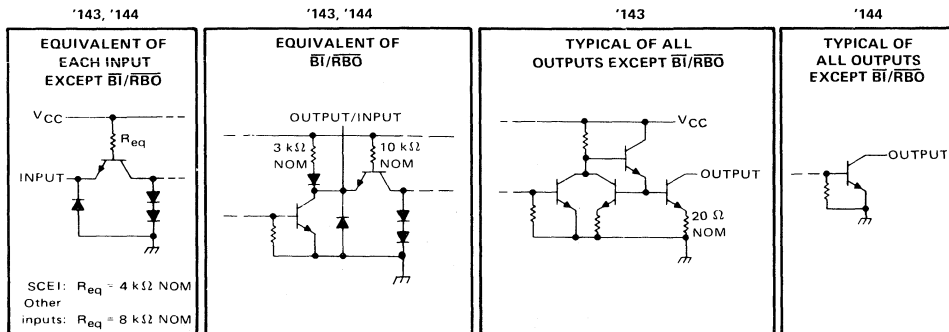 '143, '144
EQUIVALENT OF
EACH INPUT
EXCEPT BI/RBO
VCC
Req
INPUT
SCEI: Req = 4 kΩ NOM
Other
inputs: Req = 8 kΩ NOM
'143, '144
EQUIVALENT OF
BI/RBO
OUTPUT/INPUT
3 kΩ
NOM
10 kΩ
NOM
'143
TYPICAL OF ALL
OUTPUTS EXCEPT BI/RBO
VCC
OUTPUT
20 Ω
NOM
'144
TYPICAL OF
ALL OUTPUTS
EXCEPT BI/RBO
OUTPUT